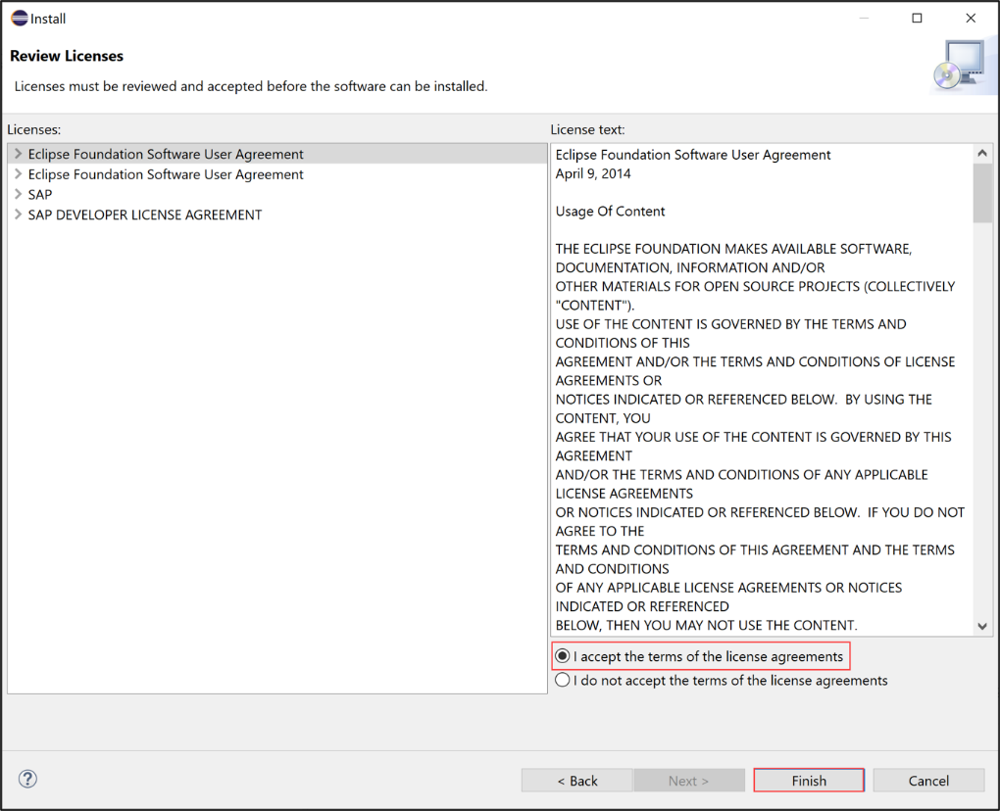 Install
Review Licenses
Licenses must be reviewed and accepted before the software can be installed.
Licenses:
Eclipse Foundation Software User Agreement
Eclipse Foundation Software User Agreement
SAP
SAP DEVELOPER LICENSE AGREEMENT
License text:
Eclipse Foundation Software User Agreement
April 9, 2014
Usage Of Content
THE ECLIPSE FOUNDATION MAKES AVAILABLE SOFTWARE,
DOCUMENTATION, INFORMATION AND/OR
OTHER MATERIALS FOR OPEN SOURCE PROJECTS (COLLECTIVELY
"CONTENT").
USE OF THE CONTENT IS GOVERNED BY THE TERMS AND
CONDITIONS OF THIS
AGREEMENT AND/OR THE TERMS AND CONDITIONS OF LICENSE
AGREEMENTS OR
NOTICES INDICATED OR REFERENCED BELOW.  BY USING THE
CONTENT, YOU
AGREE THAT YOUR USE OF THE CONTENT IS GOVERNED BY THIS
AGREEMENT
AND/OR THE TERMS AND CONDITIONS OF ANY APPLICABLE
LICENSE AGREEMENTS
OR NOTICES INDICATED OR REFERENCED BELOW.  IF YOU DO NOT
AGREE TO THE
TERMS AND CONDITIONS OF THIS AGREEMENT AND THE TERMS
AND CONDITIONS
OF ANY APPLICABLE LICENSE AGREEMENTS OR NOTICES
INDICATED OR REFERENCED
BELOW, THEN YOU MAY NOT USE THE CONTENT.
I accept the terms of the license agreements
I do not accept the terms of the license agreements
?
< Back
Next >
Finish
Cancel